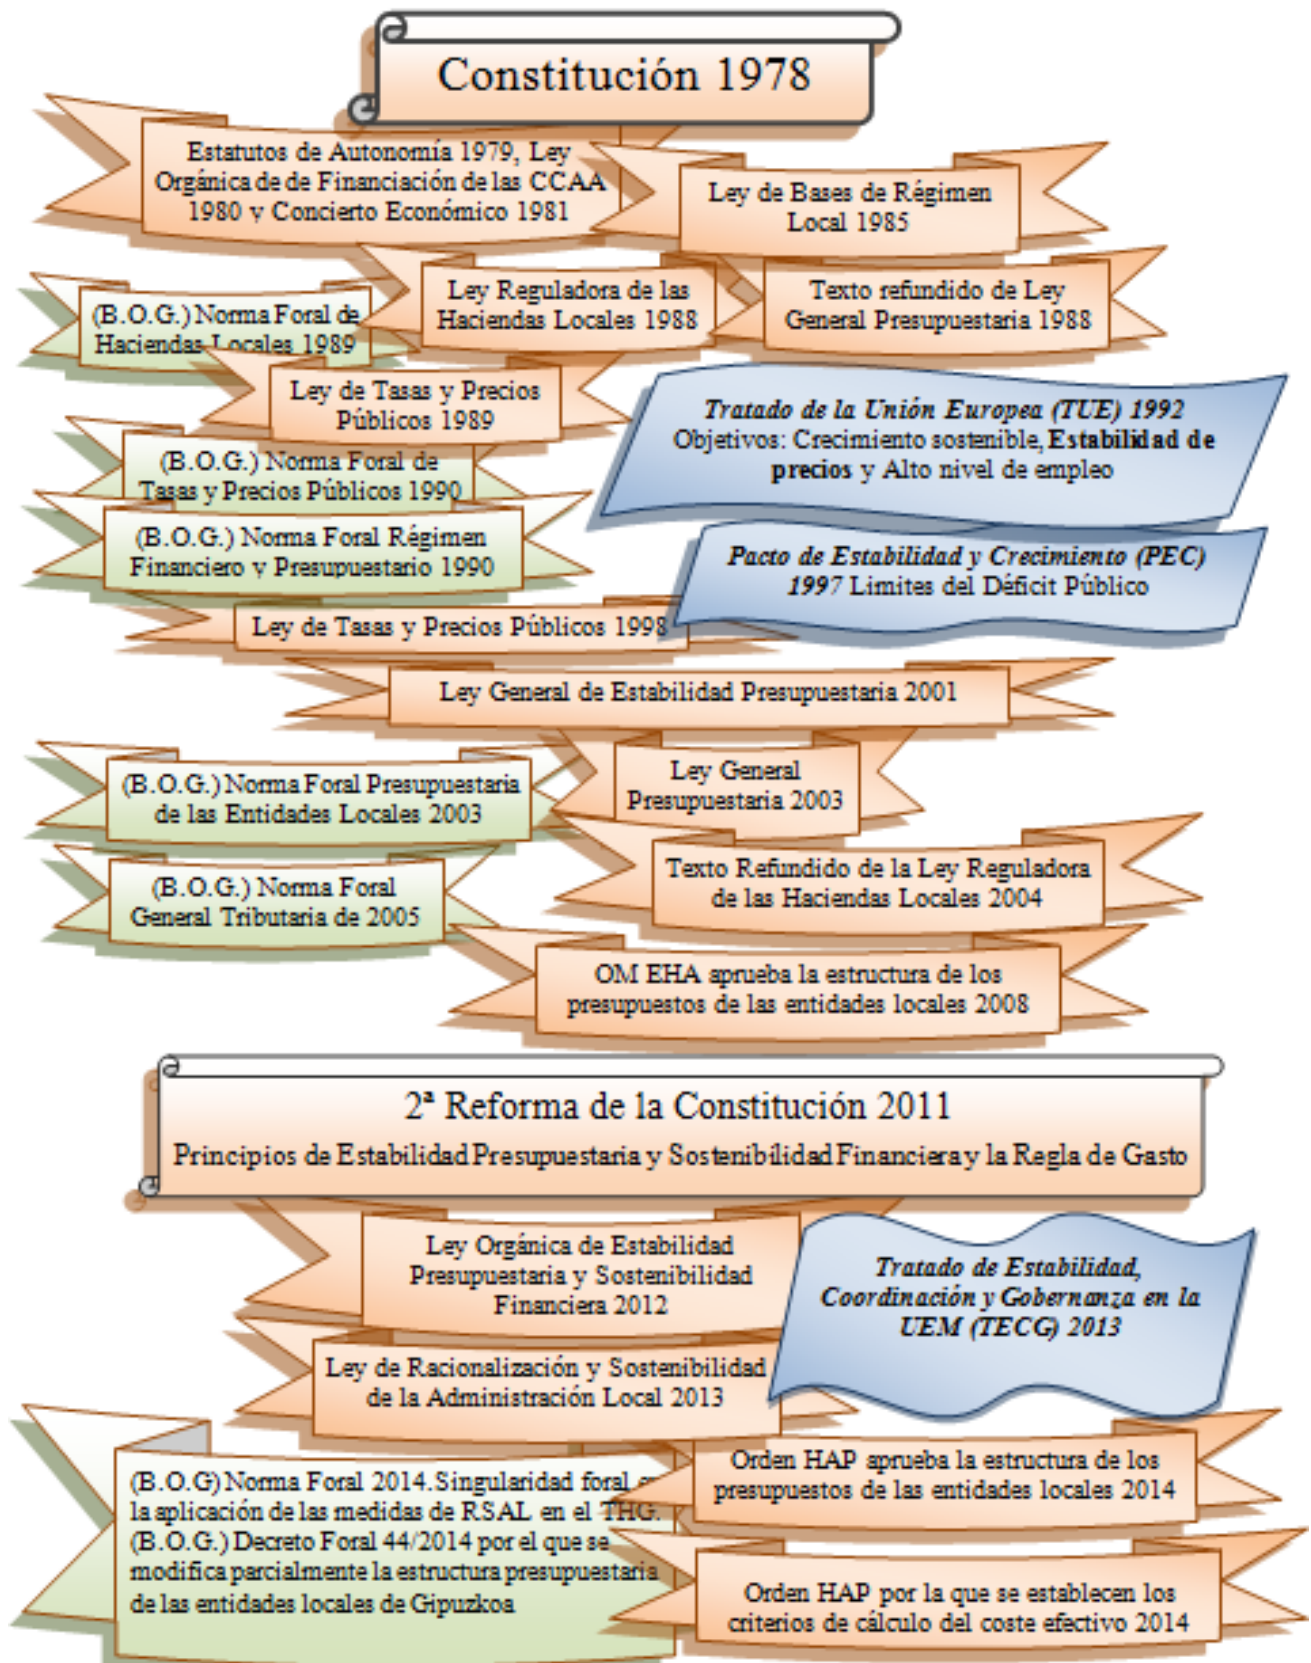 Constitución 1978
Estatutos de Autonomía 1979, Ley
Orgánica de de Financiación de las CCAA
1980 y Concierto Económico 1981
Ley de Bases de Régimen
Local 1985
Ley Reguladora de las
Haciendas Locales 1988
Texto refundido de Ley
General Presupuestaria 1988
(B.O.G.) Norma Foral de
Haciendas Locales 1989
Ley de Tasas y Precios
Públicos 1989
Tratado de la Unión Europea (TUE) 1992
Objetivos: Crecimiento sostenible, Estabilidad de
precios y Alto nivel de empleo
(B.O.G.) Norma Foral de
Tasas y Precios Públicos 1990
(B.O.G.) Norma Foral Régimen
Financiero y Presupuestario 1990
Pacto de Estabilidad y Crecimiento (PEC)
1997 Limites del Déficit Público
Ley de Tasas y Precios Públicos 1998
Ley General de Estabilidad Presupuestaria 2001
(B.O.G.) Norma Foral Presupuestaria
de las Entidades Locales 2003
Ley General
Presupuestaria 2003
Texto Refundido de la Ley Reguladora
de las Haciendas Locales 2004
(B.O.G.) Norma Foral
General Tributaria de 2005
OM EHA aprueba la estructura de los
presupuestos de las entidades locales 2008
2ª Reforma de la Constitución 2011
Principios de Estabilidad Presupuestaria y Sostenibilidad Financiera y la Regla de Gasto
Ley Orgánica de Estabilidad
Presupuestaria y Sostenibilidad
Financiera 2012
Tratado de Estabilidad,
Coordinación y Gobernanza en la
UEM (TECG) 2013
Ley de Racionalización y Sostenibilidad
de la Administración Local 2013
(B.O.G) Norma Foral 2014. Singularidad foral
la aplicación de las medidas de RSAL en el THG.
(B.O.G.) Decreto Foral 44/2014 por el que se
modifica parcialmente la estructura presupuestaria
de las entidades locales de Gipuzkoa
Orden HAP aprueba la estructura de los
presupuestos de las entidades locales 2014
Orden HAP por la que se establecen los
criterios de cálculo del coste efectivo 2014